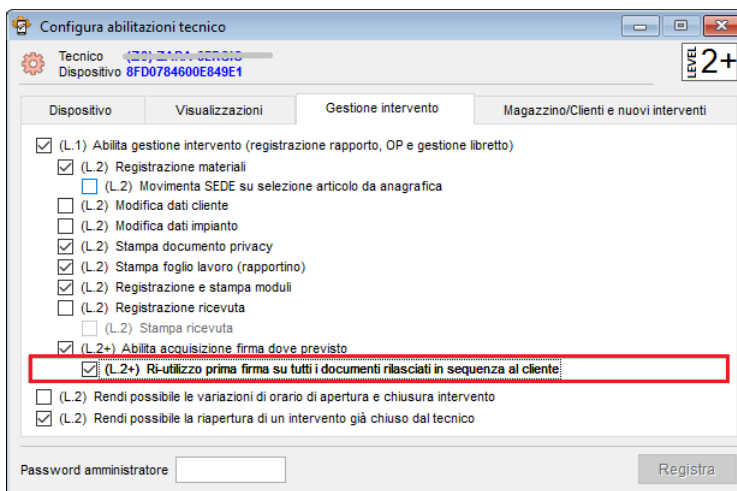 Configura abilitazioni tecnico
Tecnico
LEVEL 2+
Dispositivo 8FD0784600E849E1
Dispositivo Visualizzazioni Gestione intervento Magazzino/Clienti e nuovi interventi
(L.1) Abilita gestione intervento (registrazione rapporto, OP e gestione libretto)
(L.2) Registrazione materiali
(L.2) Movimenta SEDE su selezione articolo da anagrafica
(L.2) Modifica dati cliente
(L.2) Modifica dati impianto
(L.2) Stampa documento privacy
(L.2) Stampa foglio lavoro (rapportino)
(L.2) Registrazione e stampa moduli
(L.2) Registrazione ricevuta
(L.2) Stampa ricevuta
(L.2+) Abilita acquisizione firma dove previsto
(L.2+) Ri-utilizzo prima firma su tutti i documenti rilasciati in sequenza al cliente
(L.2) Rendi possibile le variazioni di orario di apertura e chiusura intervento
(L.2) Rendi possibile la riapertura di un intervento già chiuso dal tecnico
Password amministratore Registra